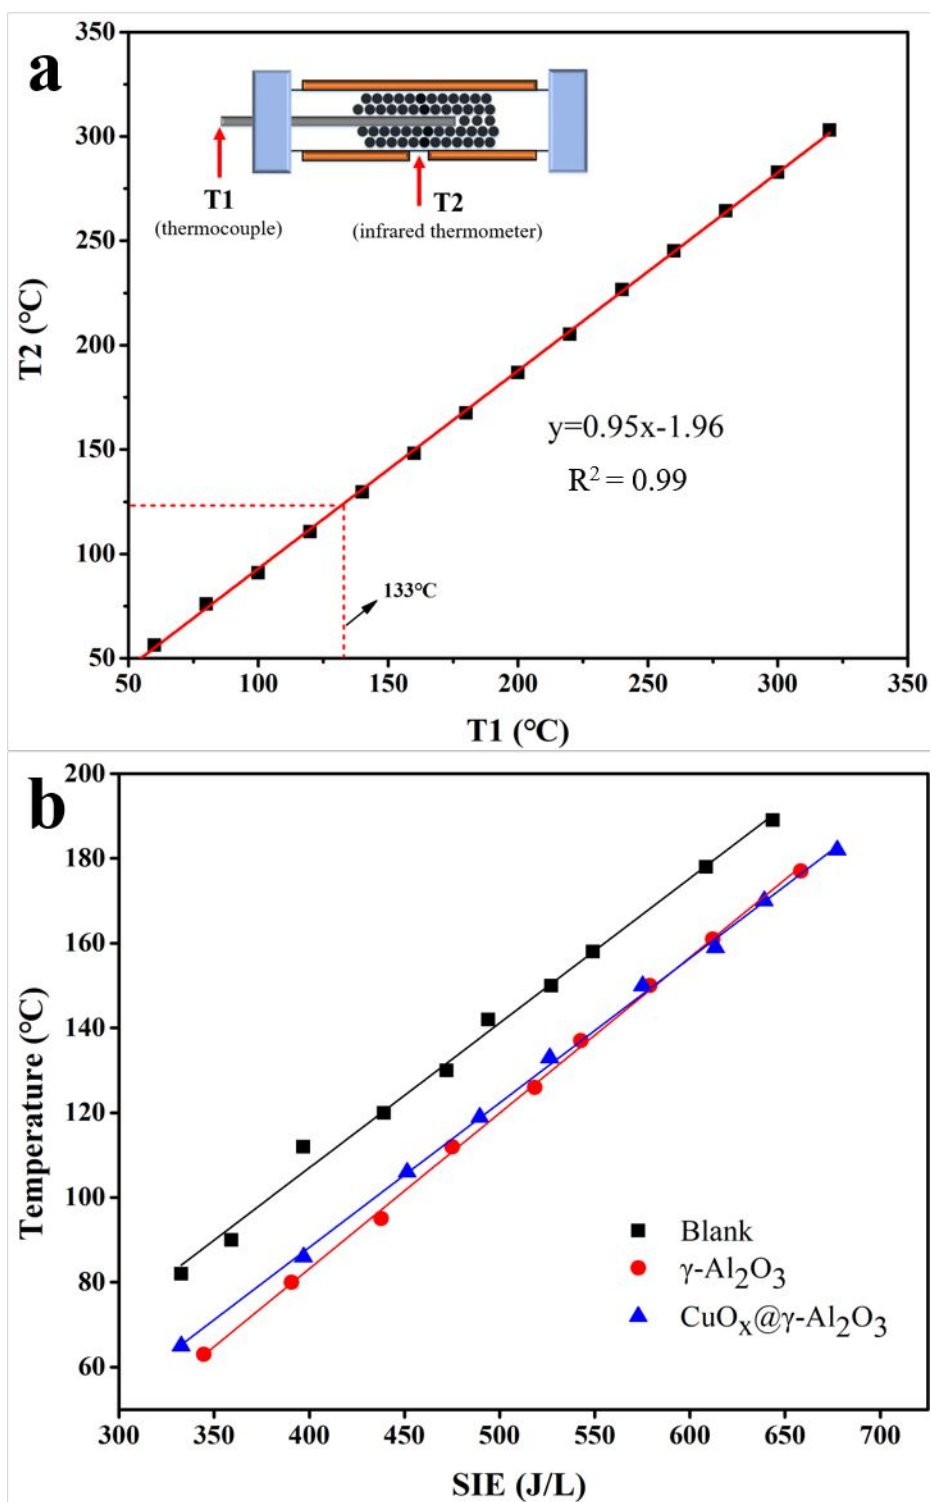 a
350
300
250
200
150
100
50
T2 (°C)
T1
(thermocouple)
T2
(infrared thermometer)
y=0.95x-1.96
R² = 0.99
133°C
50 100 150 200 250 300 350
T1 (°C)
b
200
180
160
140
120
100
80
60
Temperature (°C)
Blank
γ-Al₂O₃
CuOₓ@γ-Al₂O₃
300 350 400 450 500 550 600 650 700
SIE (J/L)